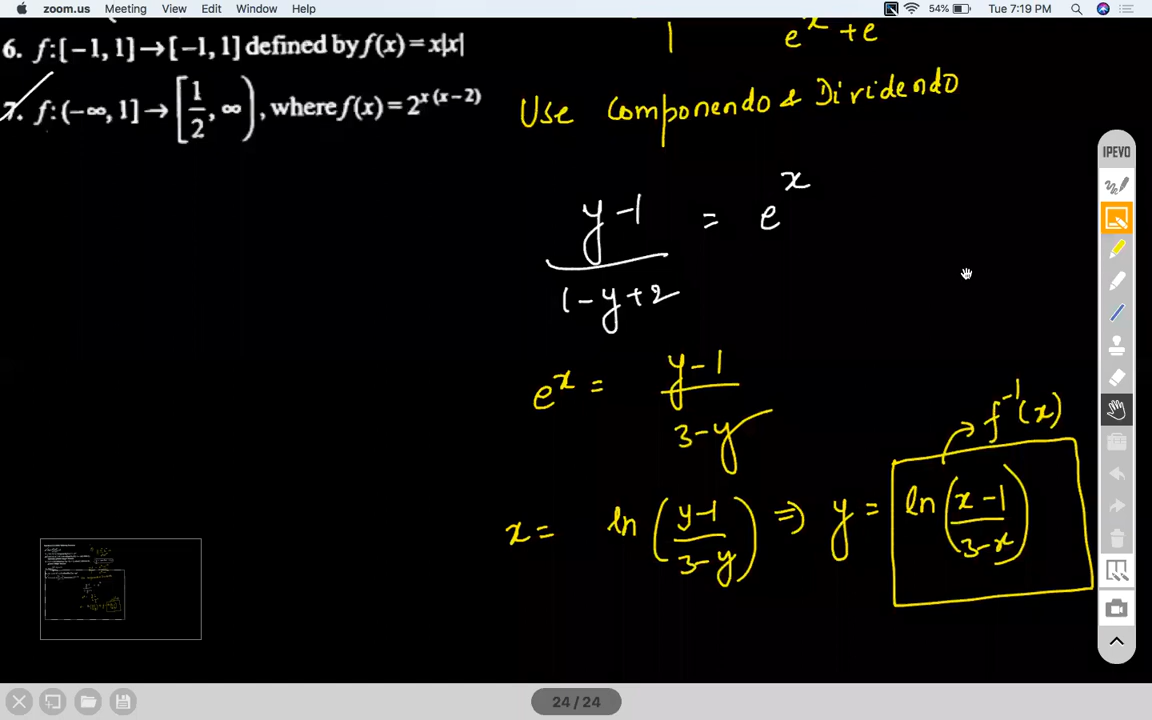 zoom.us Meeting View Edit Window Help 54% Tue 7:19 PM
6. f:[−1, 1]→[−1, 1] defined by f(x) = x|x|
7. f:(−∞, 1]→[1/2, ∞), where f(x) = 2^x(x−2)
1 e^x + e
Use Componendo & Dividendo
IPEVO
(y-1)/(1-y+2) = e^x
e^x = (y-1)/(3-y)
f^-1(x)
x = ln((y-1)/(3-y)) ⇒ y = ln((x-1)/(3-x))
24 / 24